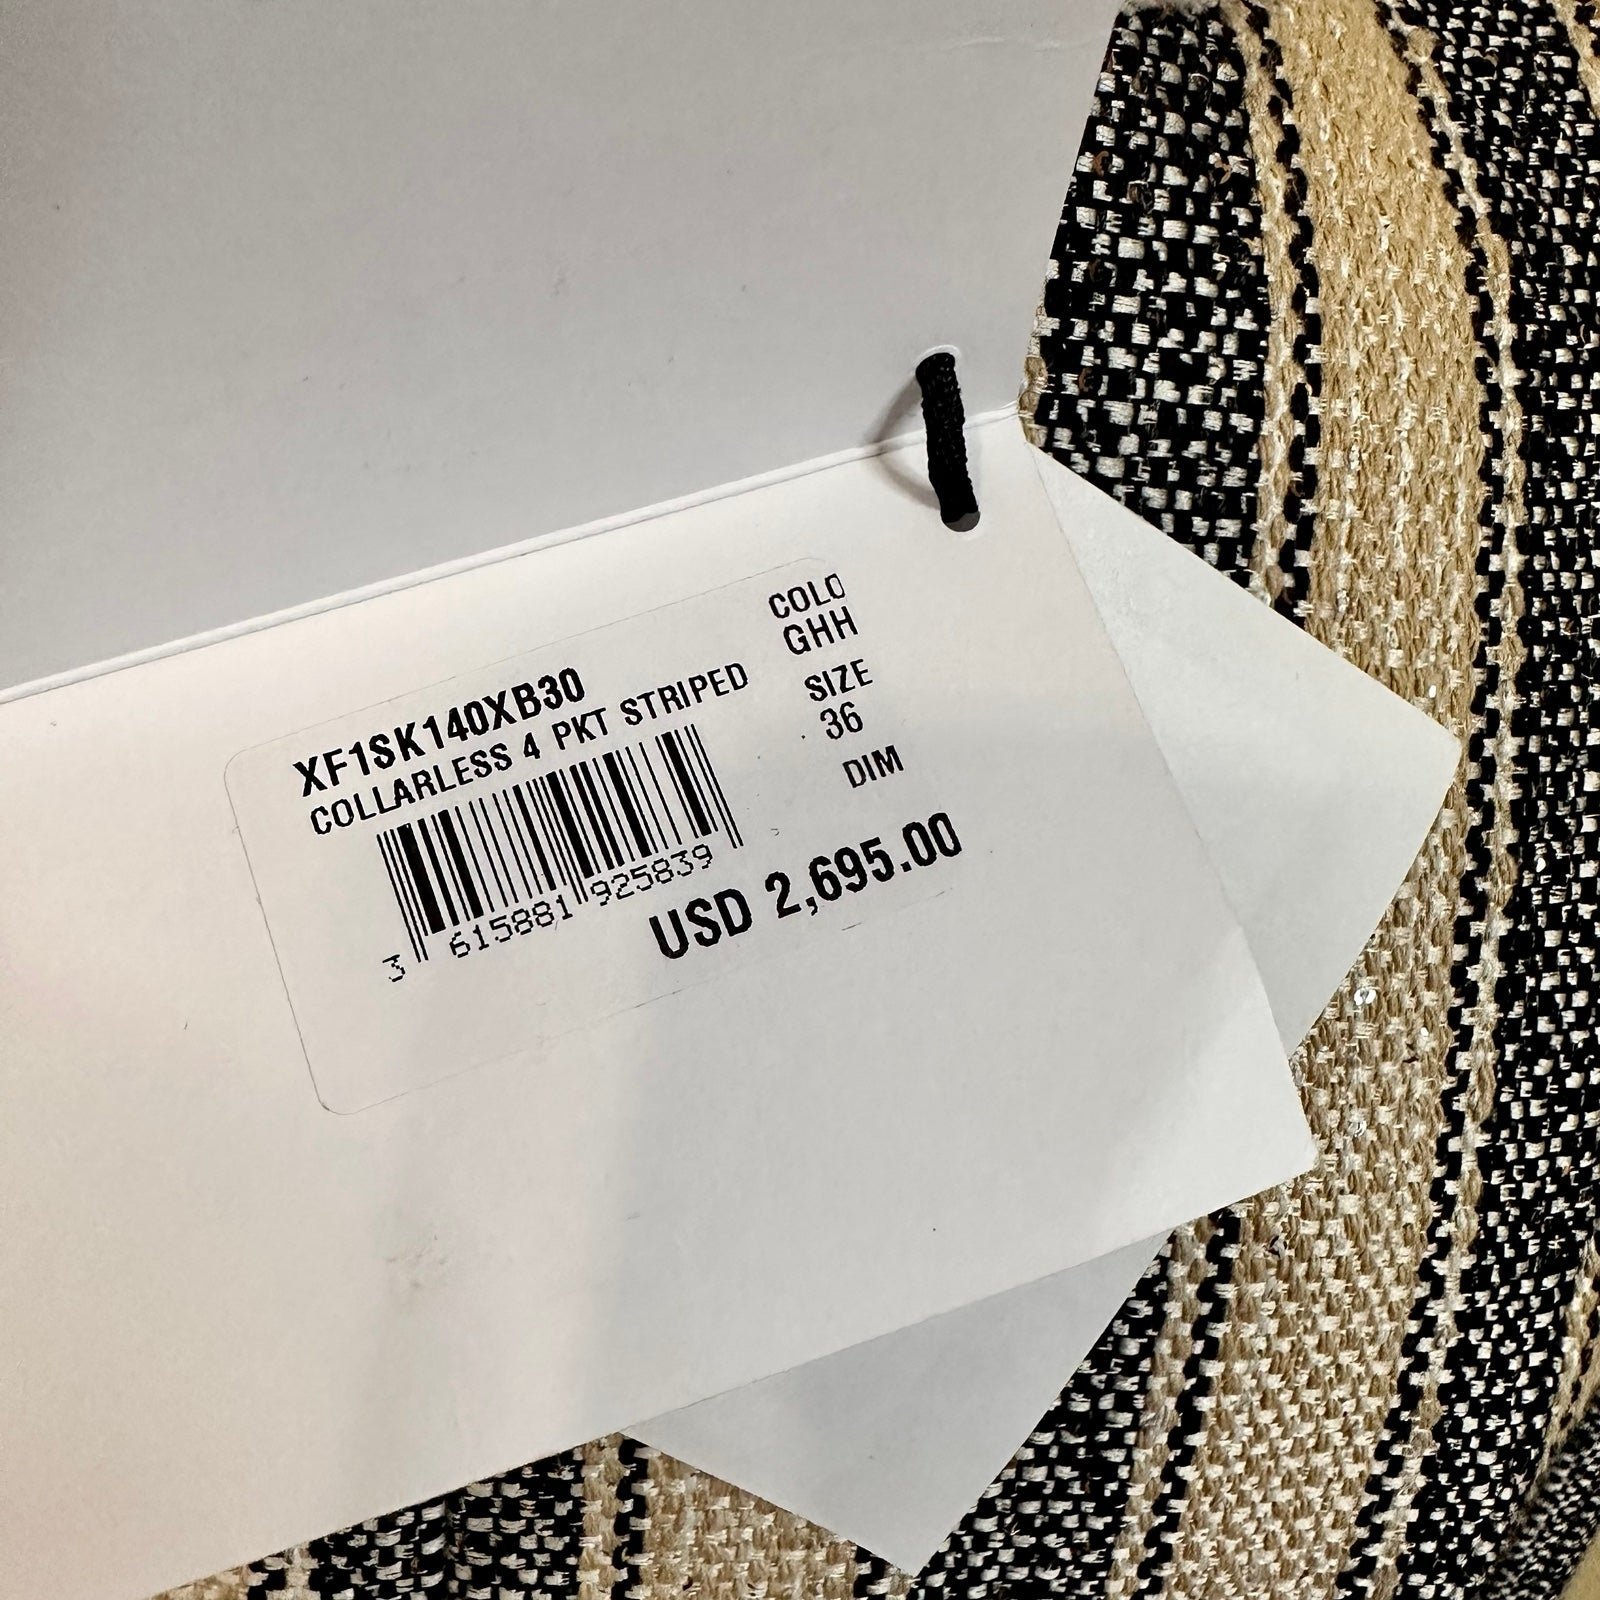 XF1SK140XB30
COLLARLESS 4 PKT STRIPED
3 615881 925839
COLO
GHH
SIZE
36
DIM
USD 2,695.00